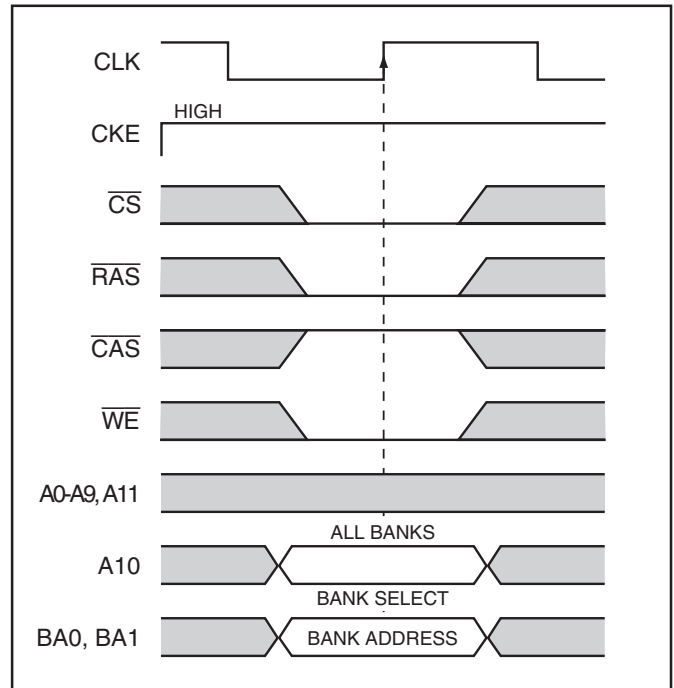 CLK
HIGH
CKE
CS
RAS
CAS
WE
A0-A9, A11
ALL BANKS
A10
BANK SELECT
BA0, BA1 BANK ADDRESS